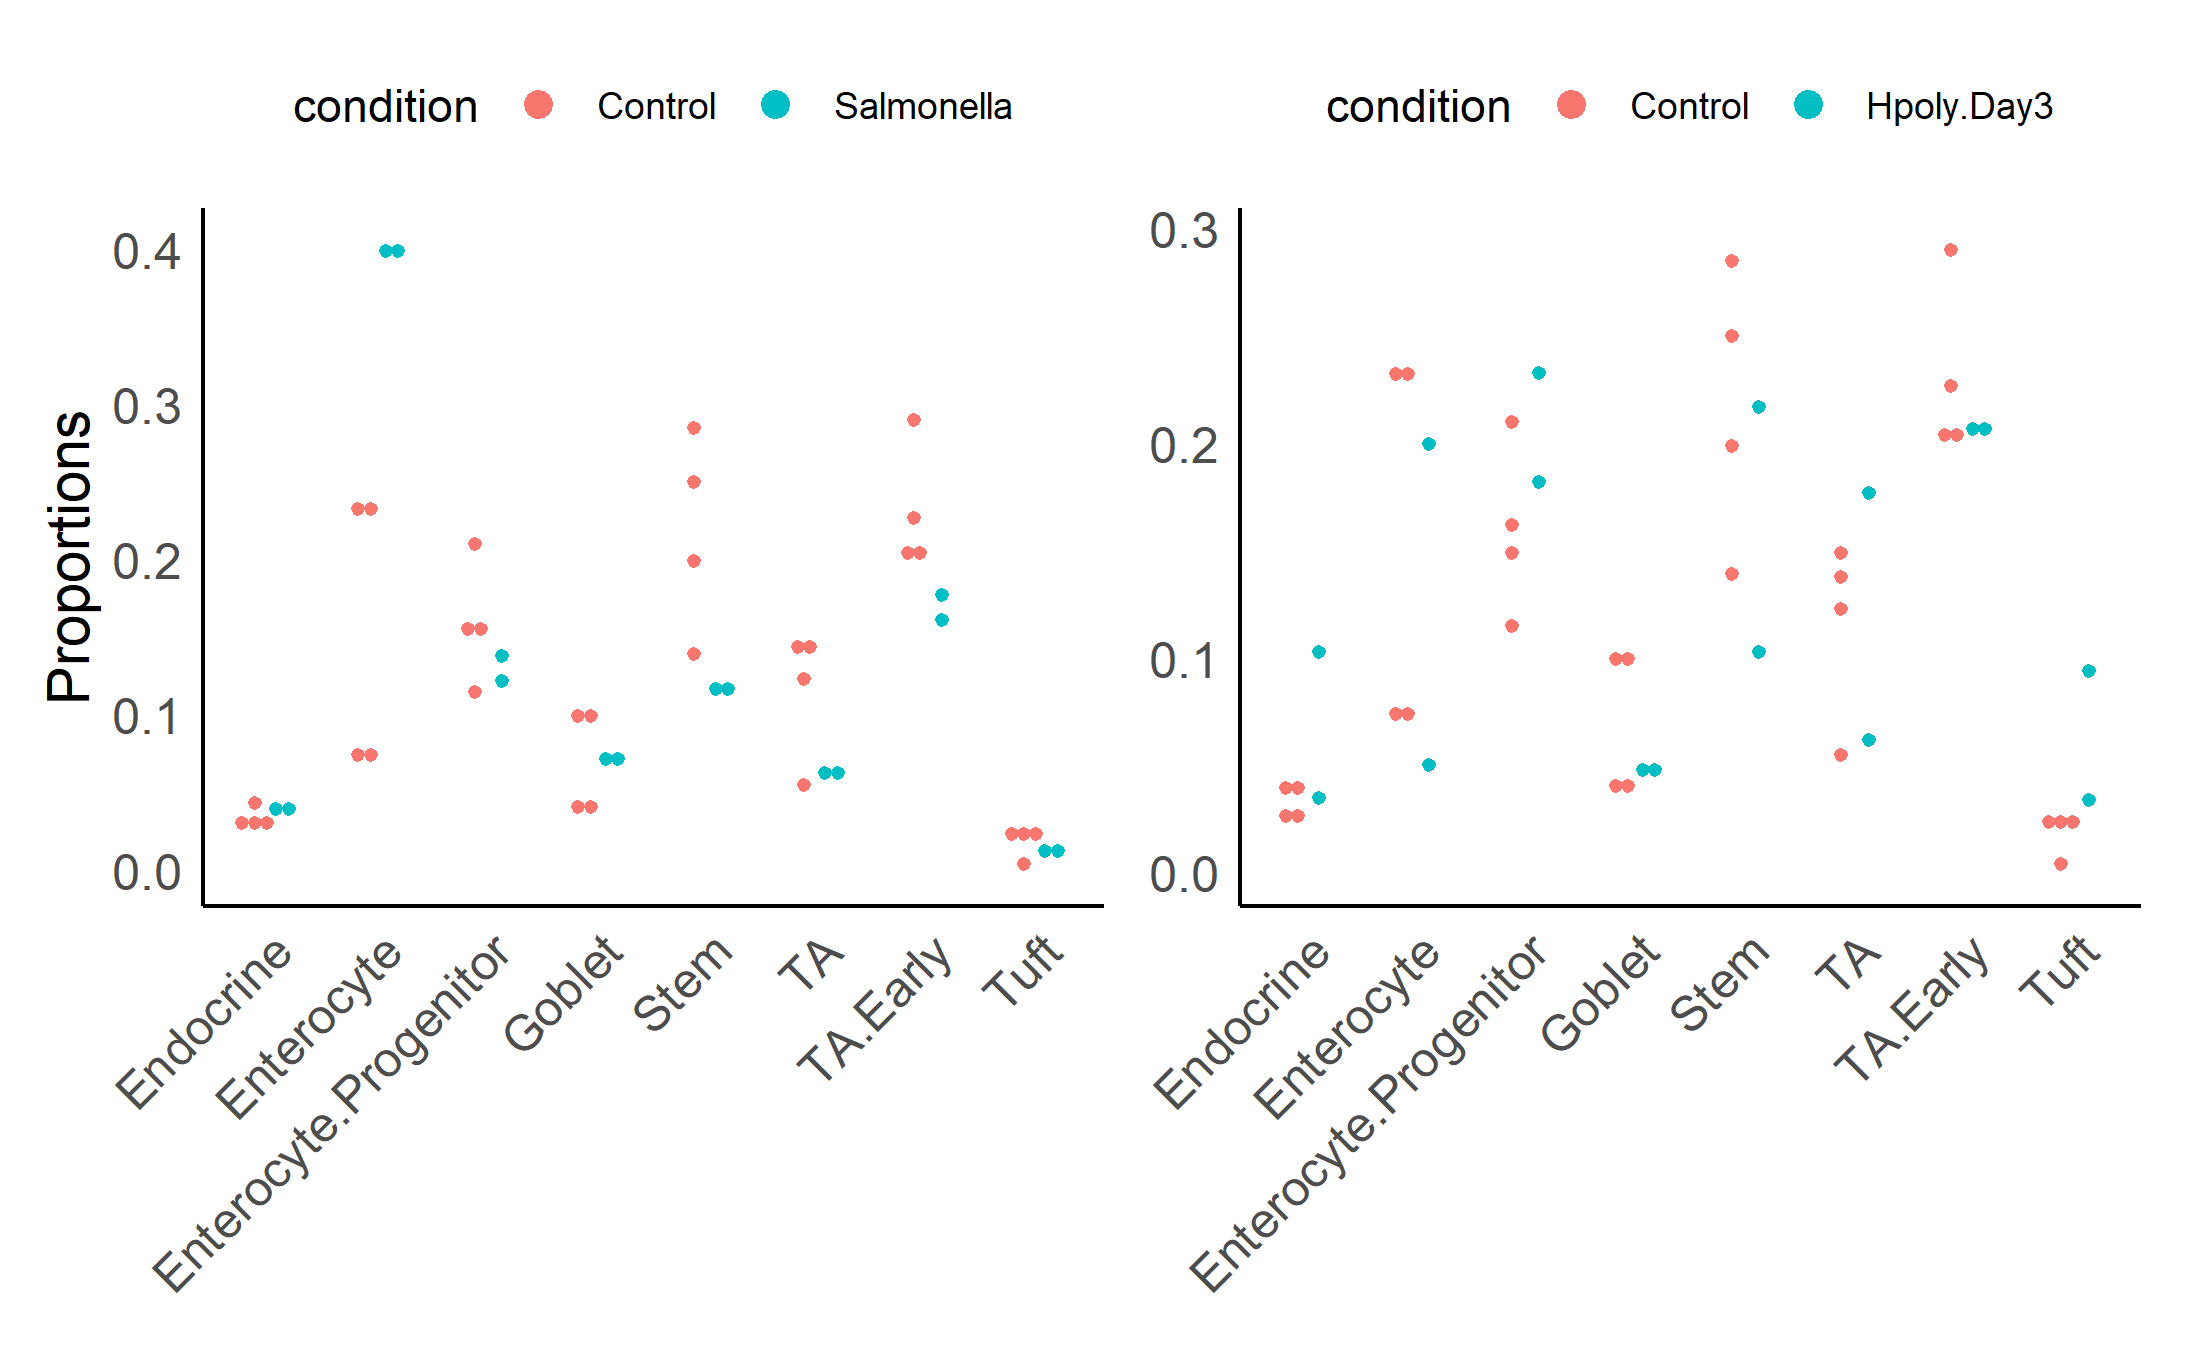 condition Control Salmonella
condition Control Hpoly.Day3
Proportions
0.4
0.3
0.2
0.1
0.0
Endocrine
Enterocyte
Enterocyte.Progenitor
Goblet
Stem
TA
TA.Early
Tuft
0.3
0.2
0.1
0.0
Endocrine
Enterocyte
Enterocyte.Progenitor
Goblet
Stem
TA
TA.Early
Tuft